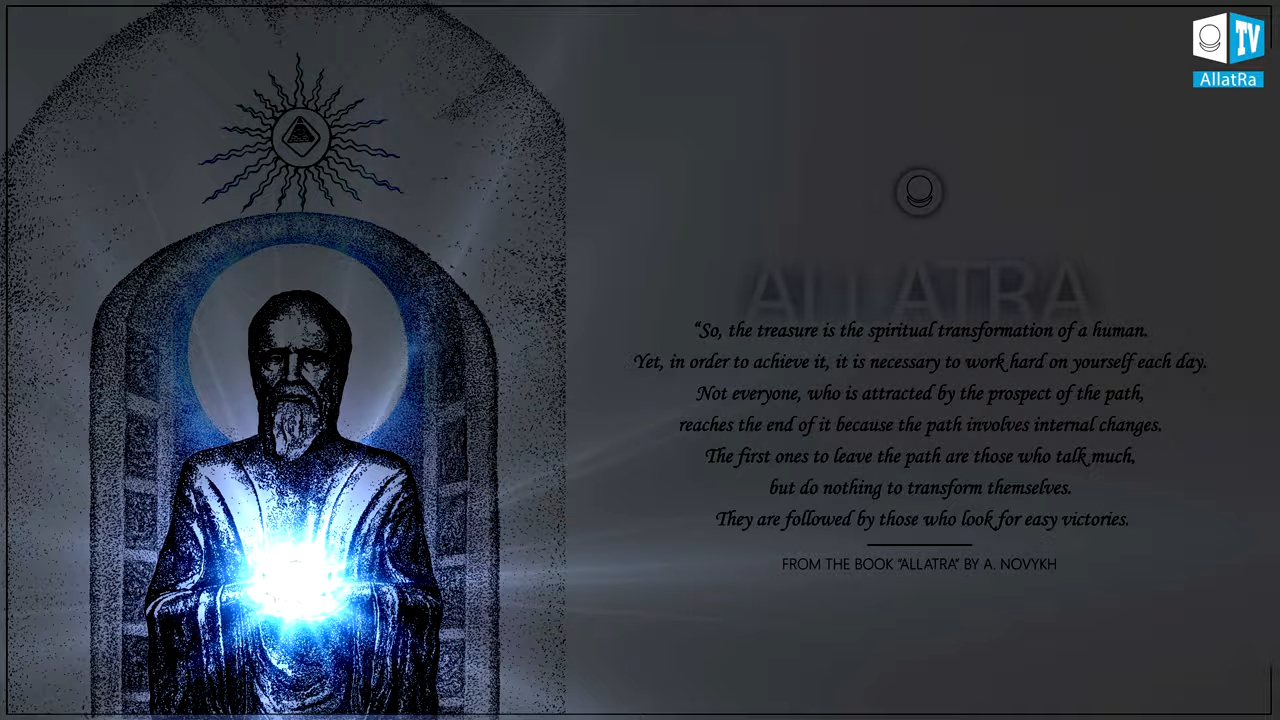 TV
AllatRa
ALLATRA
“So, the treasure is the spiritual transformation of a human.
Yet, in order to achieve it, it is necessary to work hard on yourself each day.
Not everyone, who is attracted by the prospect of the path,
reaches the end of it because the path involves internal changes.
The first ones to leave the path are those who talk much,
but do nothing to transform themselves.
They are followed by those who look for easy victories.
FROM THE BOOK “ALLATRA” BY A. NOVYKH